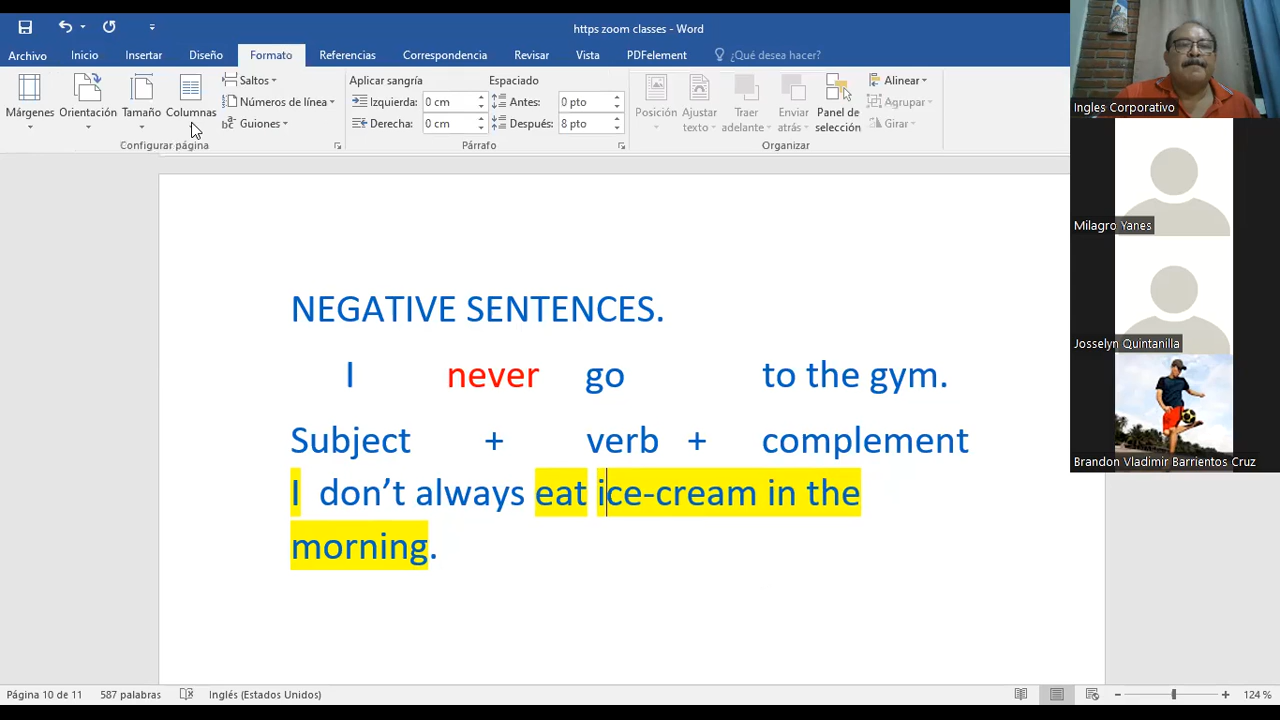 https zoom classes - Word
Archivo Inicio Insertar Diseño Formato Referencias Correspondencia Revisar Vista PDFelement ¿Qué desea hacer?
Márgenes Orientación Tamaño Columnas
Saltos
Números de línea
Guiones
Configurar página
Aplicar sangría Espaciado
Izquierda: 0 cm Antes: 0 pto
Derecha: 0 cm Después: 8 pto
Párrafo
Posición Ajustar texto Traer adelante Enviar atrás Panel de selección
Alinear
Agrupar
Girar
Organizar
NEGATIVE SENTENCES.
I never go to the gym.
Subject + verb + complement
I don’t always eat ice-cream in the
morning.
Ingles Corporativo
Milagro Yanes
Josselyn Quintanilla
Brandon Vladimir Barrientos Cruz
Página 10 de 11 587 palabras Inglés (Estados Unidos) 124 %